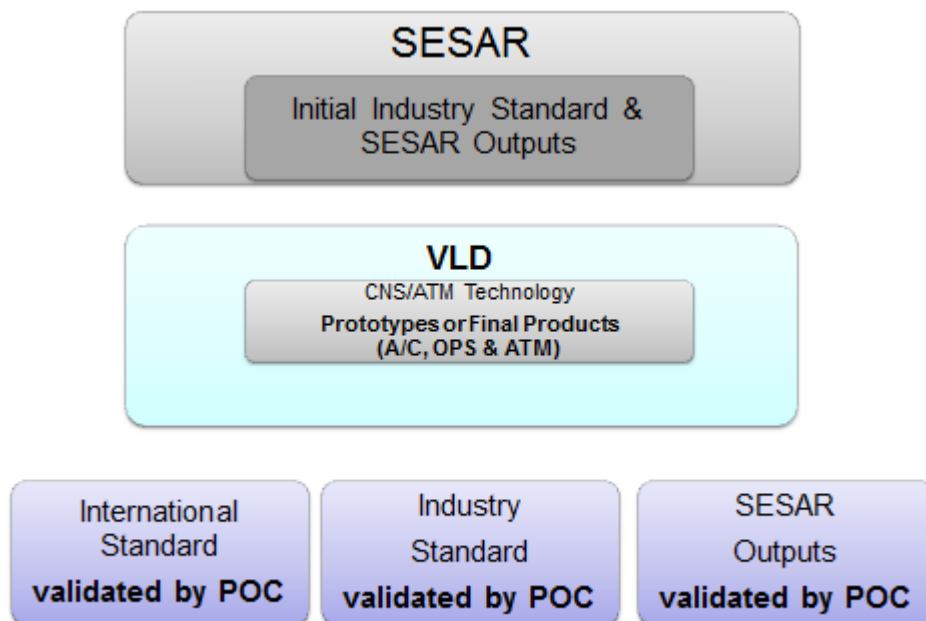 SESAR
Initial Industry Standard &
SESAR Outputs
VLD
CNS/ATM Technology
Prototypes or Final Products
(A/C, OPS & ATM)
International
Standard
validated by POC
Industry
Standard
validated by POC
SESAR
Outputs
validated by POC